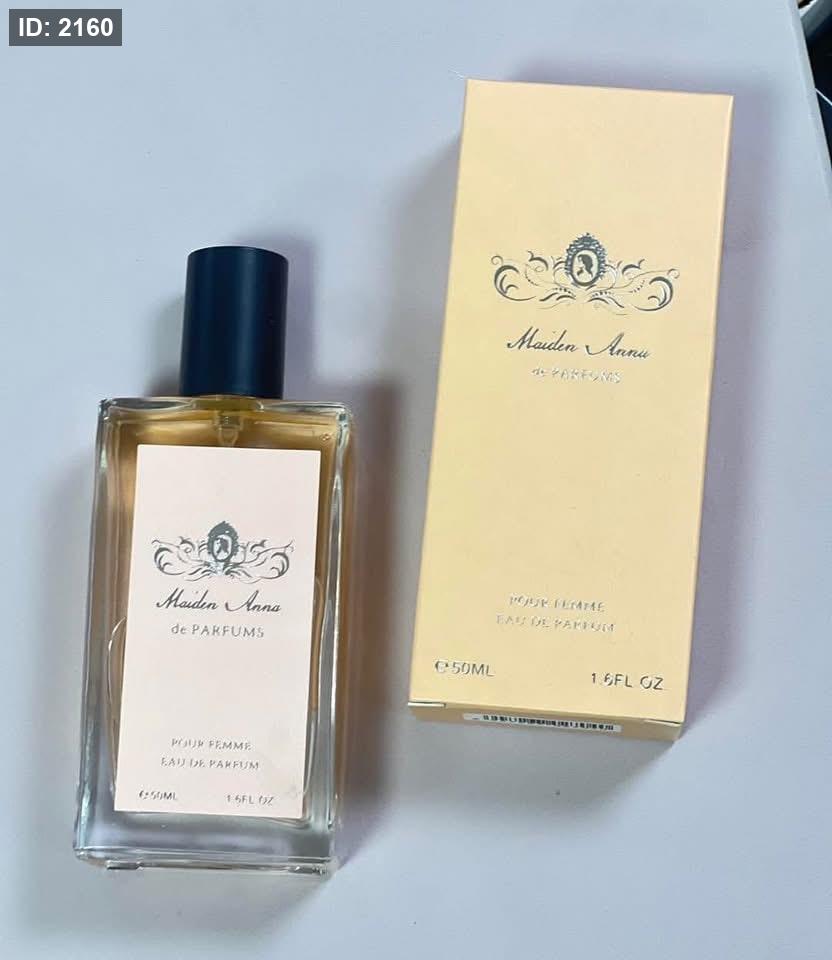 ID: 2160
Maiden Anna
de PARFUMS
POUR FEMME
EAU DE PARFUM
℮50ML 1.6FL OZ
Maiden Anna
de PARFUMS
POUR FEMME
EAU DE PARFUM
℮50ML 1.6FL OZ